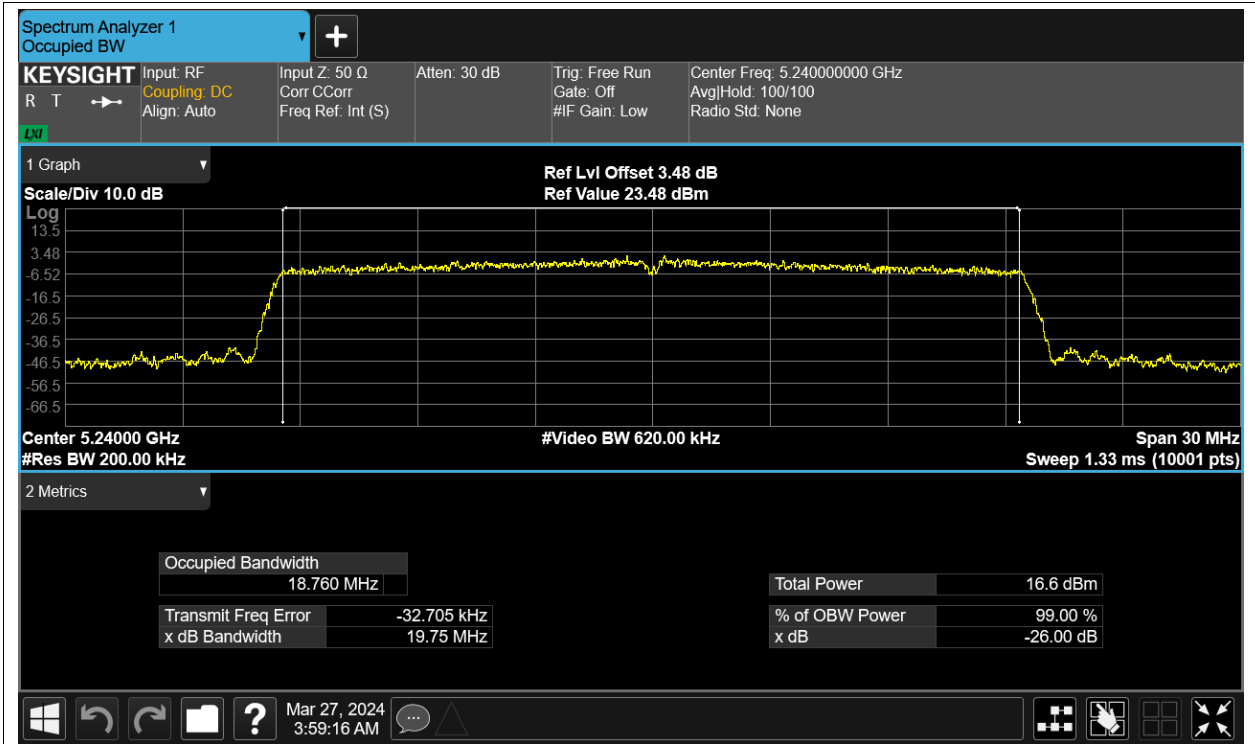 Spectrum Analyzer 1
Occupied BW
KEYSIGHT
R T
LXI
Input: RF
Coupling: DC
Align: Auto
Input Z: 50 Ω
Corr CCorr
Freq Ref: Int (S)
Atten: 30 dB
Trig: Free Run
Gate: Off
#IF Gain: Low
Center Freq: 5.240000000 GHz
Avg|Hold: 100/100
Radio Std: None
1 Graph
Ref Lvl Offset 3.48 dB
Scale/Div 10.0 dB
Ref Value 23.48 dBm
Log
13.5
3.48
-6.52
-16.5
-26.5
-36.5
-46.5
-56.5
-66.5
Center 5.24000 GHz
#Video BW 620.00 kHz
Span 30 MHz
#Res BW 200.00 kHz
Sweep 1.33 ms (10001 pts)
2 Metrics
Occupied Bandwidth
18.760 MHz
Total Power 16.6 dBm
Transmit Freq Error -32.705 kHz
% of OBW Power 99.00 %
x dB Bandwidth 19.75 MHz
x dB -26.00 dB
?
Mar 27, 2024
3:59:16 AM